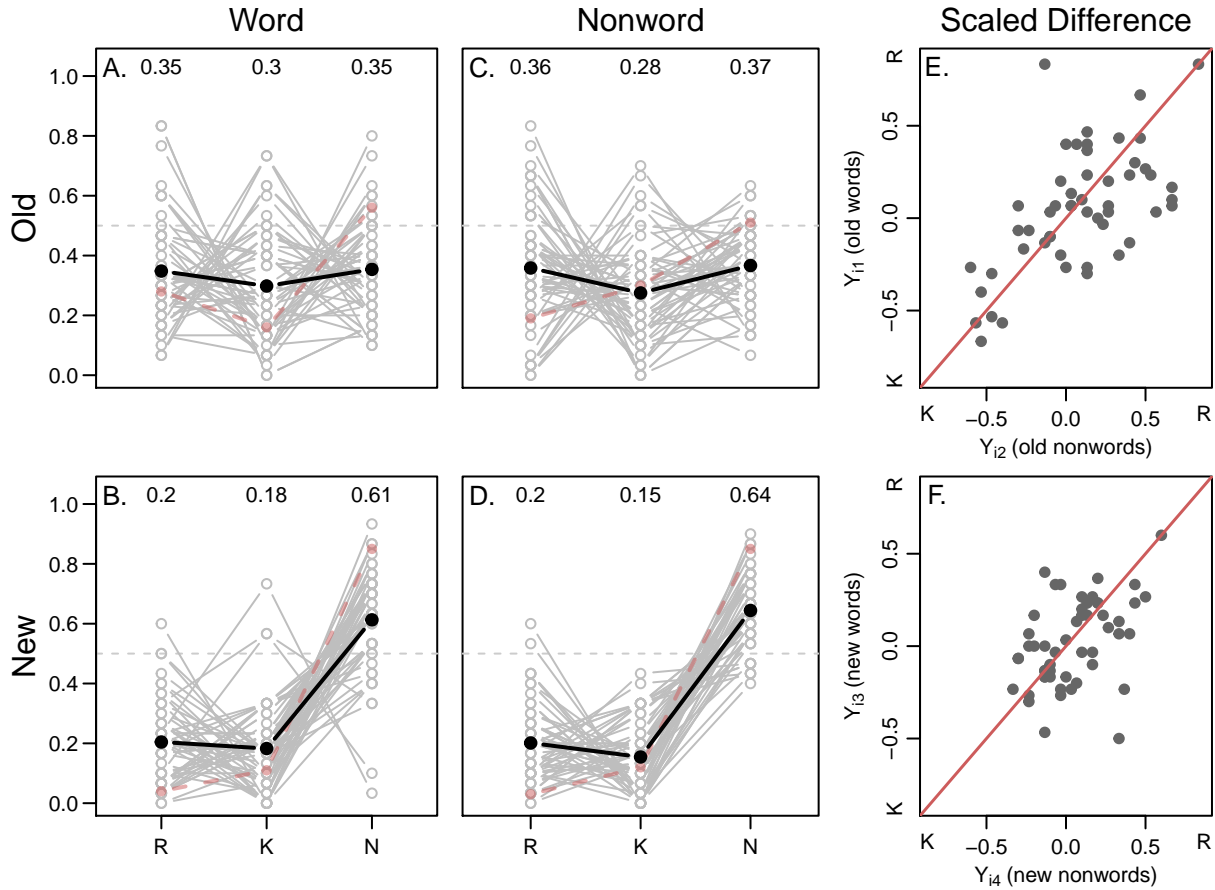 Word
Nonword
Scaled Difference
A. 0.35 0.3 0.35
C. 0.36 0.28 0.37
E.
1.0
0.8
0.6
0.4
0.2
0.0
Old
R
0.5
0.0
−0.5
K
Yi1 (old words)
K −0.5 0.0 0.5 R
Yi2 (old nonwords)
B. 0.2 0.18 0.61
D. 0.2 0.15 0.64
F.
1.0
0.8
0.6
0.4
0.2
0.0
New
R K N
R K N
R
0.5
0.0
−0.5
K
Yi3 (new words)
K −0.5 0.0 0.5 R
Yi4 (new nonwords)